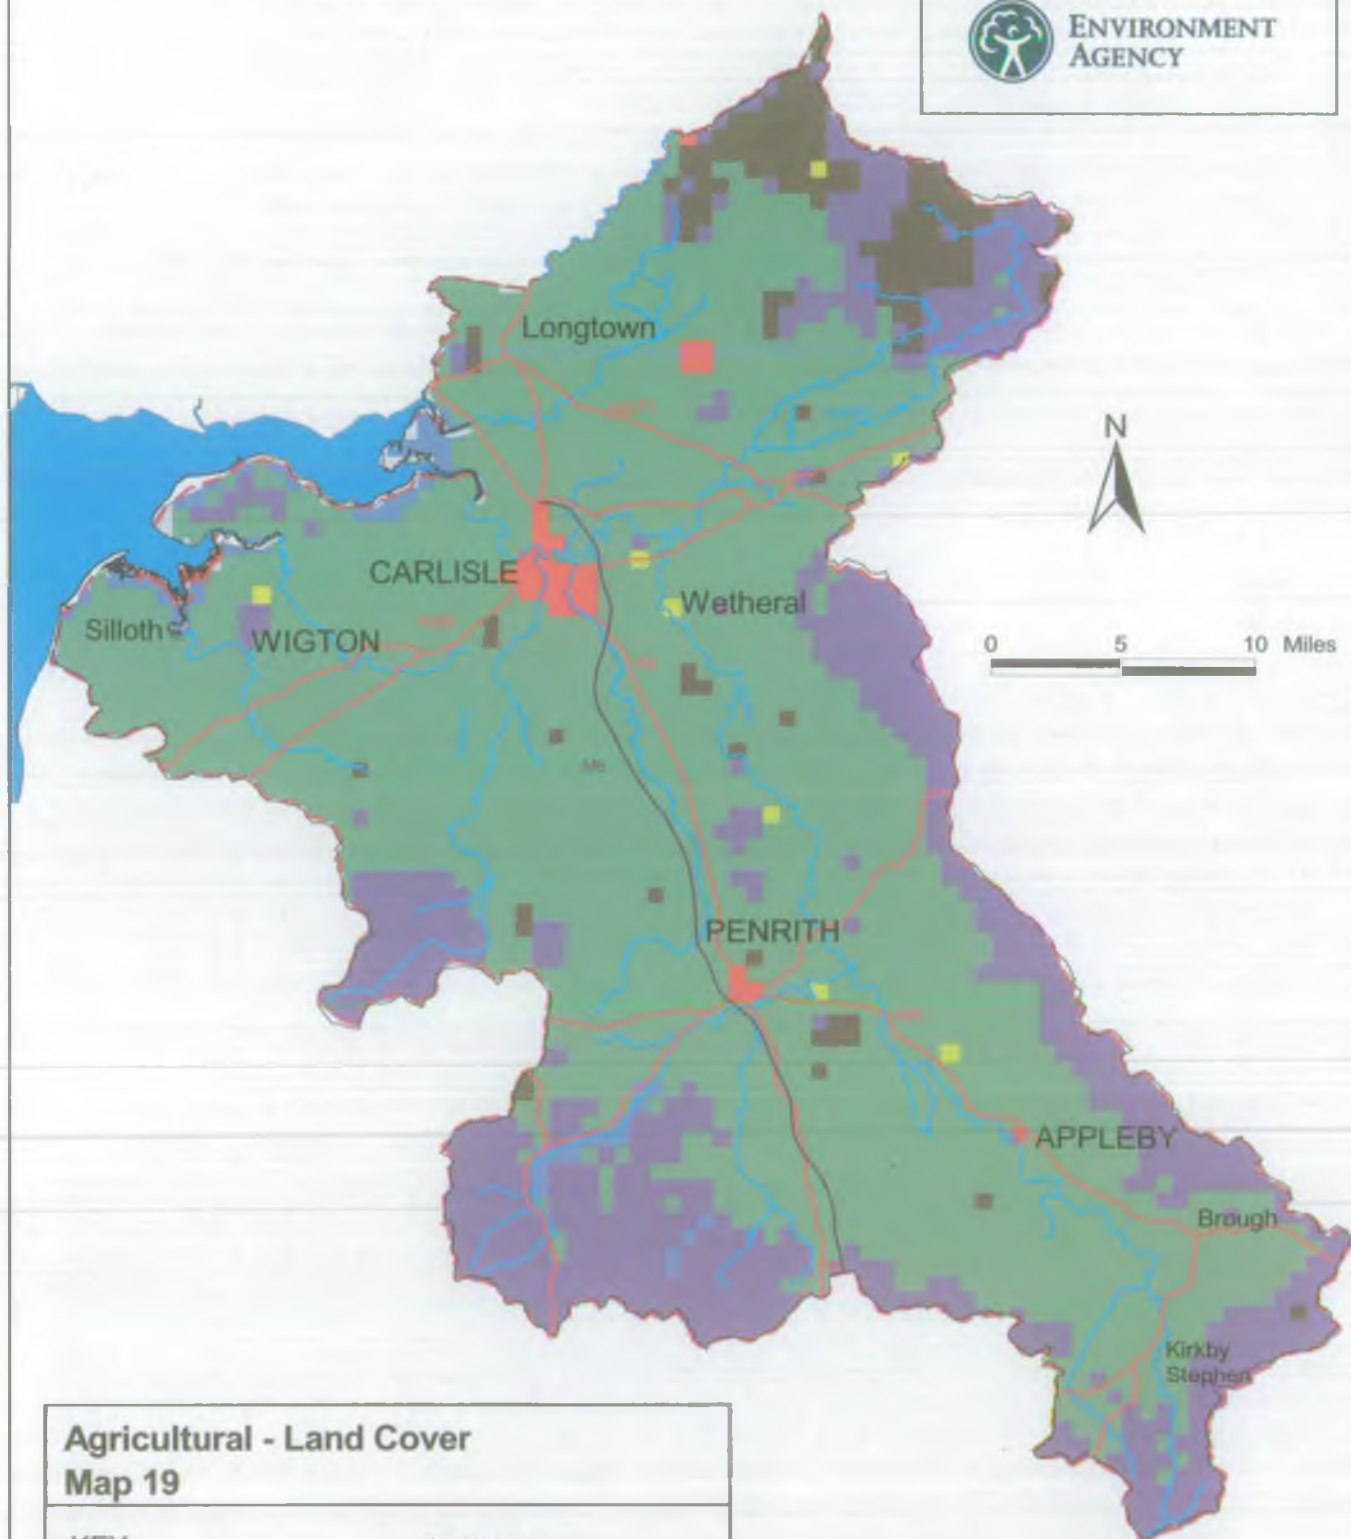 ENVIRONMENT
AGENCY
Longtown
N
CARLISLE
Wetheral
Silloth
WIGTON
0 5 10 Miles
M6
PENRITH
APPLEBY
Brough
Kirkby
Stephen
Agricultural - Land Cover
Map 19